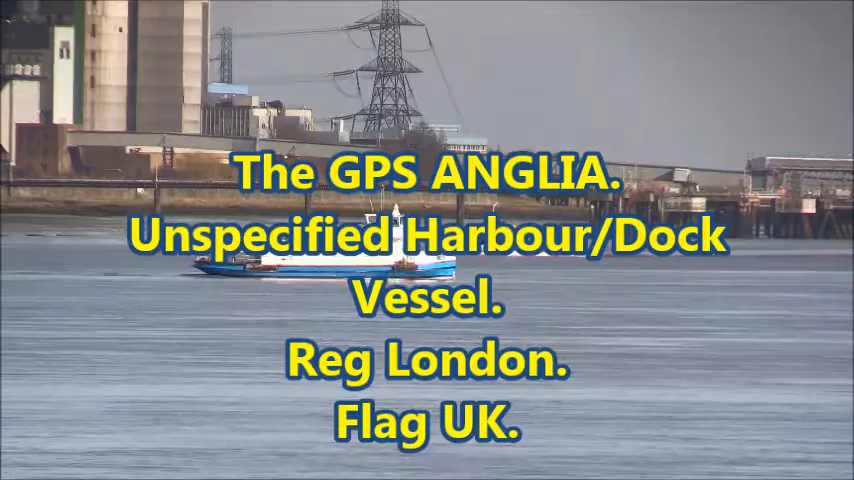 The GPS ANGLIA.
Unspecified Harbour/Dock
Vessel.
Reg London.
Flag UK.